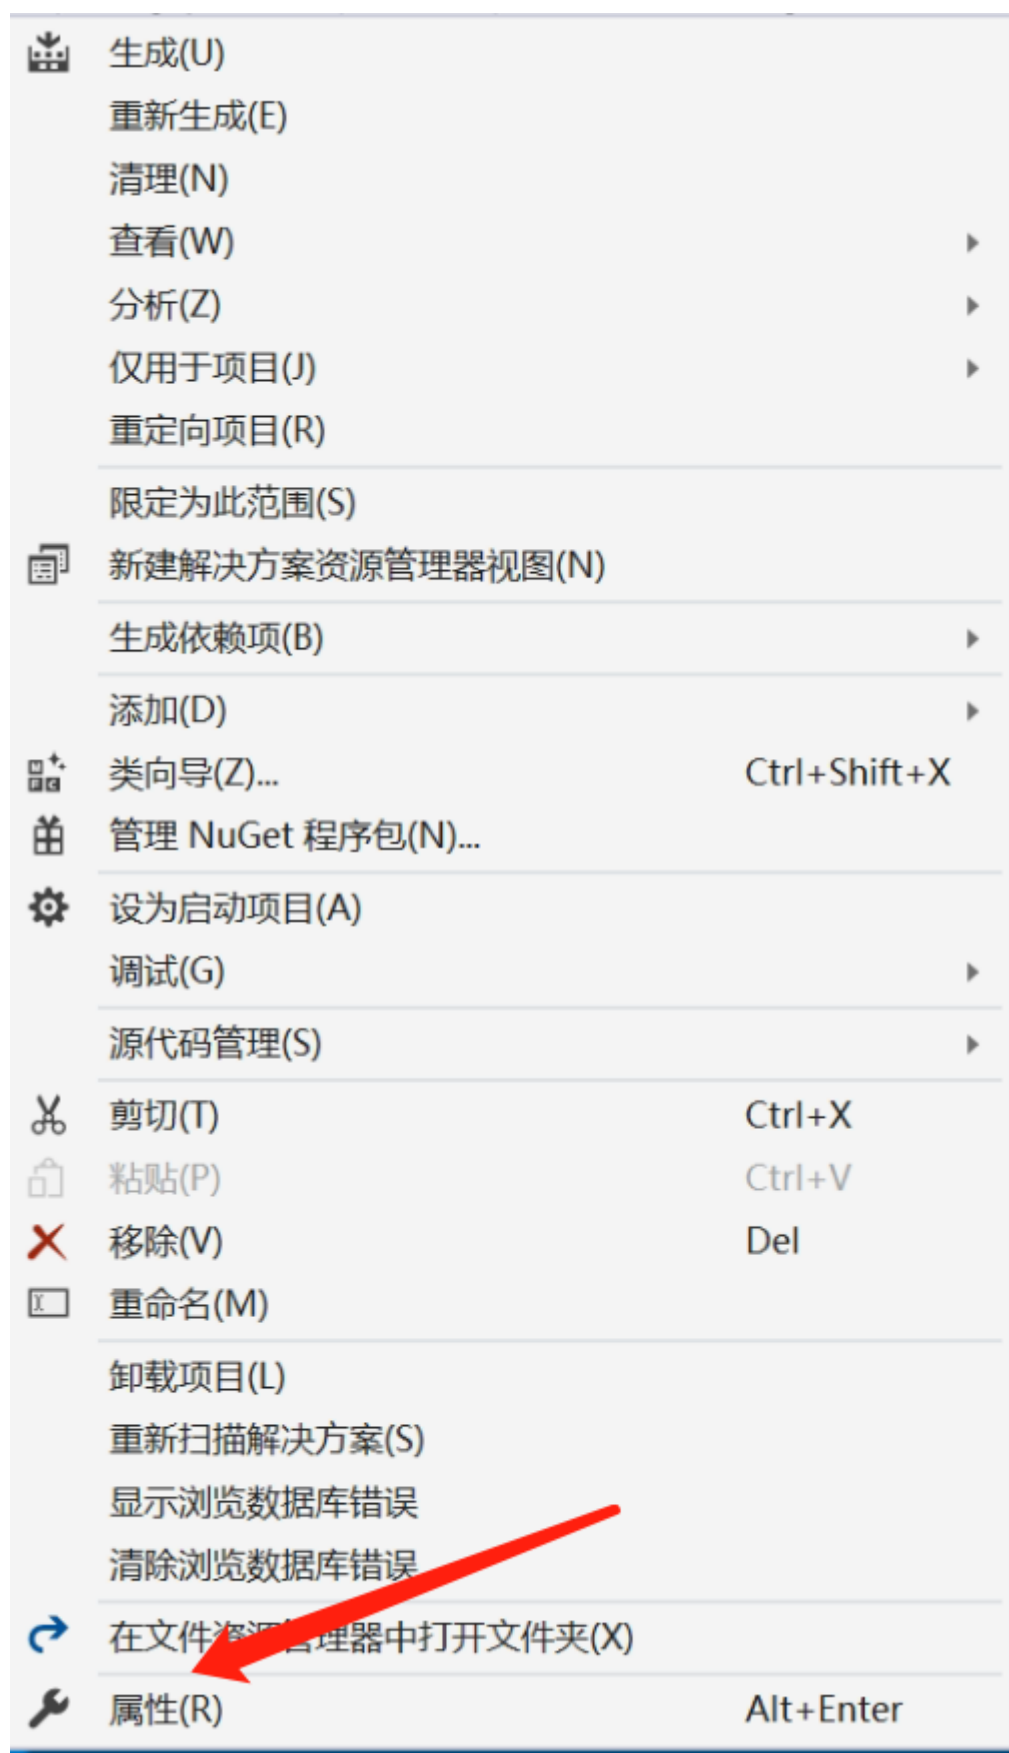 生成(U)
重新生成(E)
清理(N)
查看(W)
分析(Z)
仅用于项目(J)
重定向项目(R)
限定为此范围(S)
新建解决方案资源管理器视图(N)
生成依赖项(B)
添加(D)
类向导(Z)... Ctrl+Shift+X
管理 NuGet 程序包(N)...
设为启动项目(A)
调试(G)
源代码管理(S)
剪切(T) Ctrl+X
粘贴(P) Ctrl+V
移除(V) Del
重命名(M)
卸载项目(L)
重新扫描解决方案(S)
显示浏览数据库错误
清除浏览数据库错误
在文件资源管理器中打开文件夹(X)
属性(R) Alt+Enter